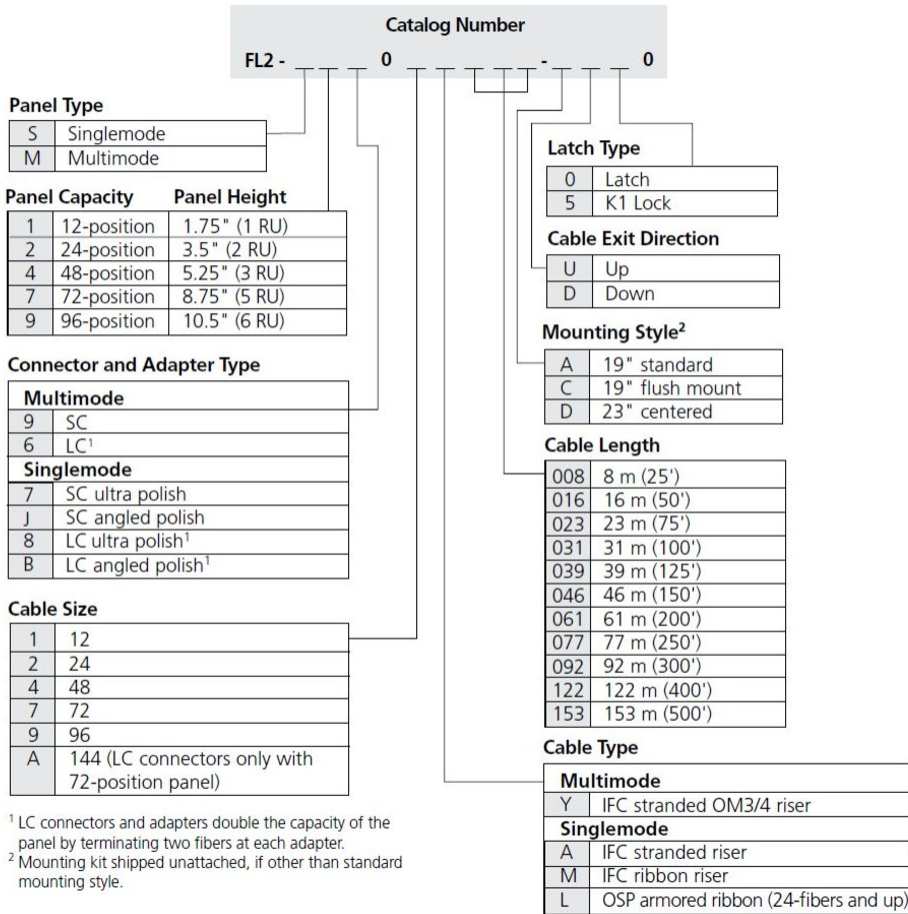 Catalog Number
FL2 - _ _ _ 0 _ _ _ _ _ - _ _ _ 0
Panel Type
S Singlemode
M Multimode
Panel Capacity Panel Height
1 12-position 1.75" (1 RU)
2 24-position 3.5" (2 RU)
4 48-position 5.25" (3 RU)
7 72-position 8.75" (5 RU)
9 96-position 10.5" (6 RU)
Connector and Adapter Type
Multimode
9 SC
6 LC¹
Singlemode
7 SC ultra polish
J SC angled polish
8 LC ultra polish¹
B LC angled polish¹
Cable Size
1 12
2 24
4 48
7 72
9 96
A 144 (LC connectors only with
72-position panel)
¹ LC connectors and adapters double the capacity of the
panel by terminating two fibers at each adapter.
² Mounting kit shipped unattached, if other than standard
mounting style.
Latch Type
0 Latch
5 K1 Lock
Cable Exit Direction
U Up
D Down
Mounting Style²
A 19" standard
C 19" flush mount
D 23" centered
Cable Length
008 8 m (25')
016 16 m (50')
023 23 m (75')
031 31 m (100')
039 39 m (125')
046 46 m (150')
061 61 m (200')
077 77 m (250')
092 92 m (300')
122 122 m (400')
153 153 m (500')
Cable Type
Multimode
Y IFC stranded OM3/4 riser
Singlemode
A IFC stranded riser
M IFC ribbon riser
L OSP armored ribbon (24-fibers and up)